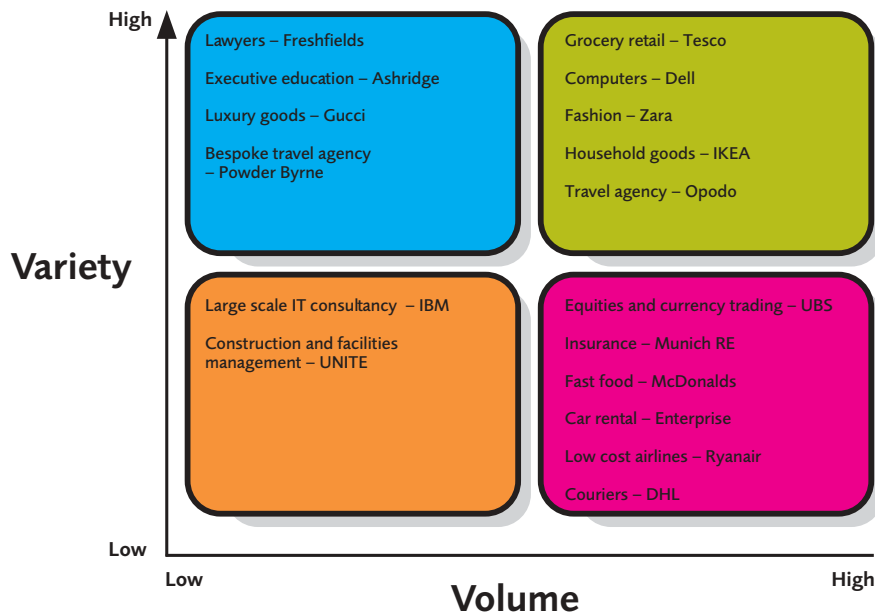 High
Lawyers – Freshfields
Executive education – Ashridge
Luxury goods – Gucci
Bespoke travel agency
– Powder Byrne
Grocery retail – Tesco
Computers – Dell
Fashion – Zara
Household goods – IKEA
Travel agency – Opodo
Variety
Large scale IT consultancy – IBM
Construction and facilities
management – UNITE
Equities and currency trading – UBS
Insurance – Munich RE
Fast food – McDonalds
Car rental – Enterprise
Low cost airlines – Ryanair
Couriers – DHL
Low
Low
Volume
High